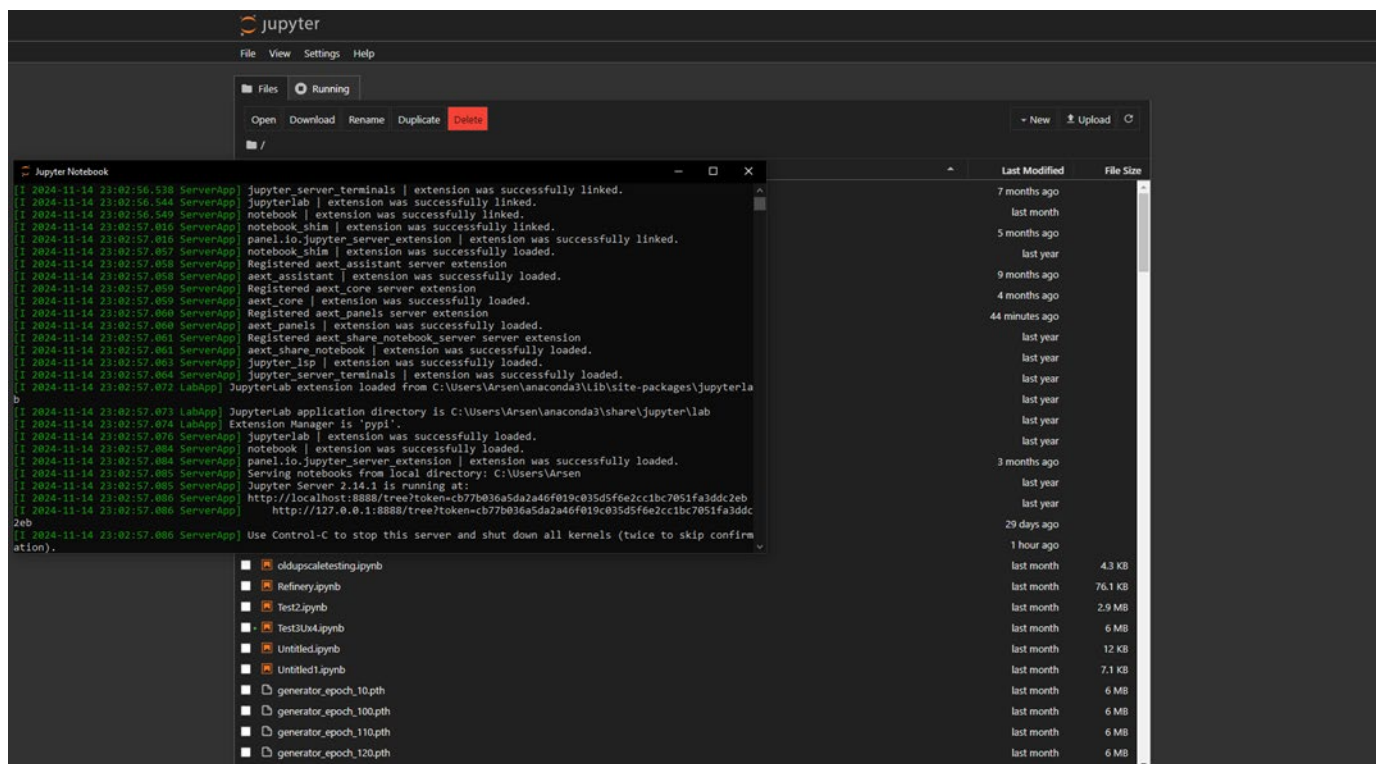 jupyter
File View Settings Help
Files Running
Open Download Rename Duplicate Delete
New Upload
/
Last Modified File Size
Jupyter Notebook
[I 2024-11-14 23:02:56.538 ServerApp] jupyter_server_terminals | extension was successfully linked.
[I 2024-11-14 23:02:56.544 ServerApp] jupyterlab | extension was successfully linked.
[I 2024-11-14 23:02:56.549 ServerApp] notebook | extension was successfully linked.
[I 2024-11-14 23:02:57.016 ServerApp] notebook_shim | extension was successfully linked.
[I 2024-11-14 23:02:57.016 ServerApp] panel.io.jupyter_server_extension | extension was successfully linked.
[I 2024-11-14 23:02:57.057 ServerApp] notebook_shim | extension was successfully loaded.
[I 2024-11-14 23:02:57.058 ServerApp] Registered aext_assistant server extension
[I 2024-11-14 23:02:57.058 ServerApp] aext_assistant | extension was successfully loaded.
[I 2024-11-14 23:02:57.059 ServerApp] Registered aext_core server extension
[I 2024-11-14 23:02:57.059 ServerApp] aext_core | extension was successfully loaded.
[I 2024-11-14 23:02:57.060 ServerApp] Registered aext_panels server extension
[I 2024-11-14 23:02:57.060 ServerApp] aext_panels | extension was successfully loaded.
[I 2024-11-14 23:02:57.061 ServerApp] Registered aext_share_notebook_server server extension
[I 2024-11-14 23:02:57.061 ServerApp] aext_share_notebook | extension was successfully loaded.
[I 2024-11-14 23:02:57.063 ServerApp] jupyter_lsp | extension was successfully loaded.
[I 2024-11-14 23:02:57.064 ServerApp] jupyter_server_terminals | extension was successfully loaded.
[I 2024-11-14 23:02:57.072 LabApp] JupyterLab extension loaded from C:\Users\Arsen\anaconda3\Lib\site-packages\jupyterla
b
[I 2024-11-14 23:02:57.073 LabApp] JupyterLab application directory is C:\Users\Arsen\anaconda3\share\jupyter\lab
[I 2024-11-14 23:02:57.074 LabApp] Extension Manager is 'pypi'.
[I 2024-11-14 23:02:57.076 ServerApp] jupyterlab | extension was successfully loaded.
[I 2024-11-14 23:02:57.084 ServerApp] notebook | extension was successfully loaded.
[I 2024-11-14 23:02:57.084 ServerApp] panel.io.jupyter_server_extension | extension was successfully loaded.
[I 2024-11-14 23:02:57.085 ServerApp] Serving notebooks from local directory: C:\Users\Arsen
[I 2024-11-14 23:02:57.085 ServerApp] Jupyter Server 2.14.1 is running at:
[I 2024-11-14 23:02:57.086 ServerApp] http://localhost:8888/tree?token=cb77b036a5da2a46f019c035d5f6e2cc1bc7051fa3ddc2eb
[I 2024-11-14 23:02:57.086 ServerApp]     http://127.0.0.1:8888/tree?token=cb77b036a5da2a46f019c035d5f6e2cc1bc7051fa3ddc
2eb
[I 2024-11-14 23:02:57.086 ServerApp] Use Control-C to stop this server and shut down all kernels (twice to skip confirm
ation).
7 months ago
last month
5 months ago
last year
9 months ago
4 months ago
44 minutes ago
last year
last year
last year
last year
last year
last year
3 months ago
last year
last year
29 days ago
1 hour ago
oldupscaletesting.ipynb last month 4.3 KB
Refinery.ipynb last month 76.1 KB
Test2.ipynb last month 2.9 MB
Test3Ux4.ipynb last month 6 MB
Untitled.ipynb last month 12 KB
Untitled1.ipynb last month 7.1 KB
generator_epoch_10.pth last month 6 MB
generator_epoch_100.pth last month 6 MB
generator_epoch_110.pth last month 6 MB
generator_epoch_120.pth last month 6 MB